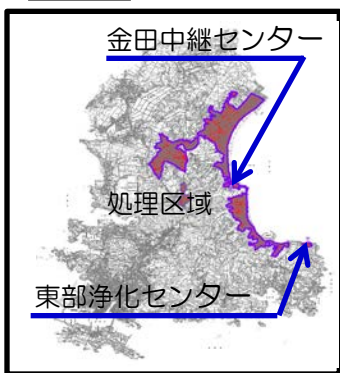 金田中継センター
処理区域
東部浄化センター